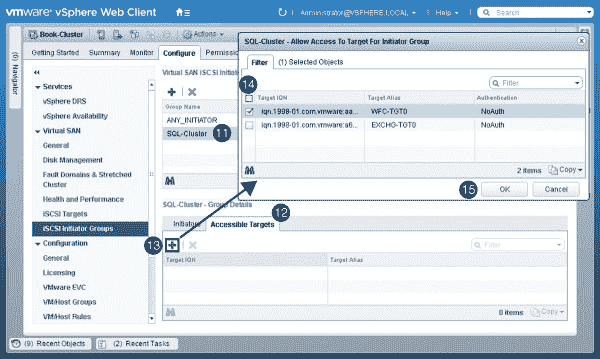 vmware® vSphere Web Client
Administrator@VSPHERE.LOCAL
Help
Search
Book-Cluster
Actions
Getting Started
Summary
Monitor
Configure
Permissio
(0) Navigator
Services
vSphere DRS
vSphere Availability
Virtual SAN
General
Disk Management
Fault Domains & Stretched
Cluster
Health and Performance
iSCSI Targets
iSCSI Initiator Groups
Configuration
General
Licensing
VMware EVC
VM/Host Groups
VM/Host Rules
Virtual SAN iSCSI Initia
Group Name
ANY_INITIATOR
SQL-Cluster
11
SQL-Cluster - Allow Access To Target For Initiator Group
Filter
(1) Selected Objects
Filter
14
Target IQN
Target Alias
Authentication
iqn.1998-01.com.vmware:aa...
WFC-TGT0
NoAuth
iqn.1998-01.com.vmware:a6...
EXCHG-TGT0
NoAuth
2 items
Copy
15
OK
Cancel
SQL-Cluster - Group Details
12
Initiators
Accessible Targets
13
Filter
Target IQN
Target Alias
0 items
Copy
(9) Recent Objects
(2) Recent Tasks